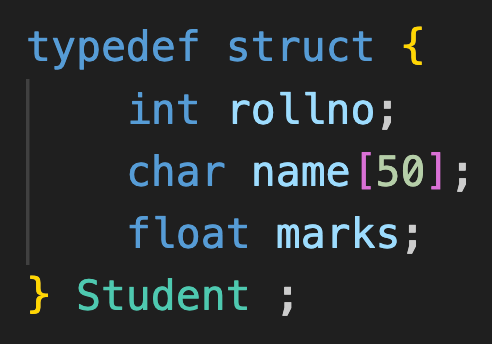 typedef struct {
    int rollno;
    char name[50];
    float marks;
} Student ;